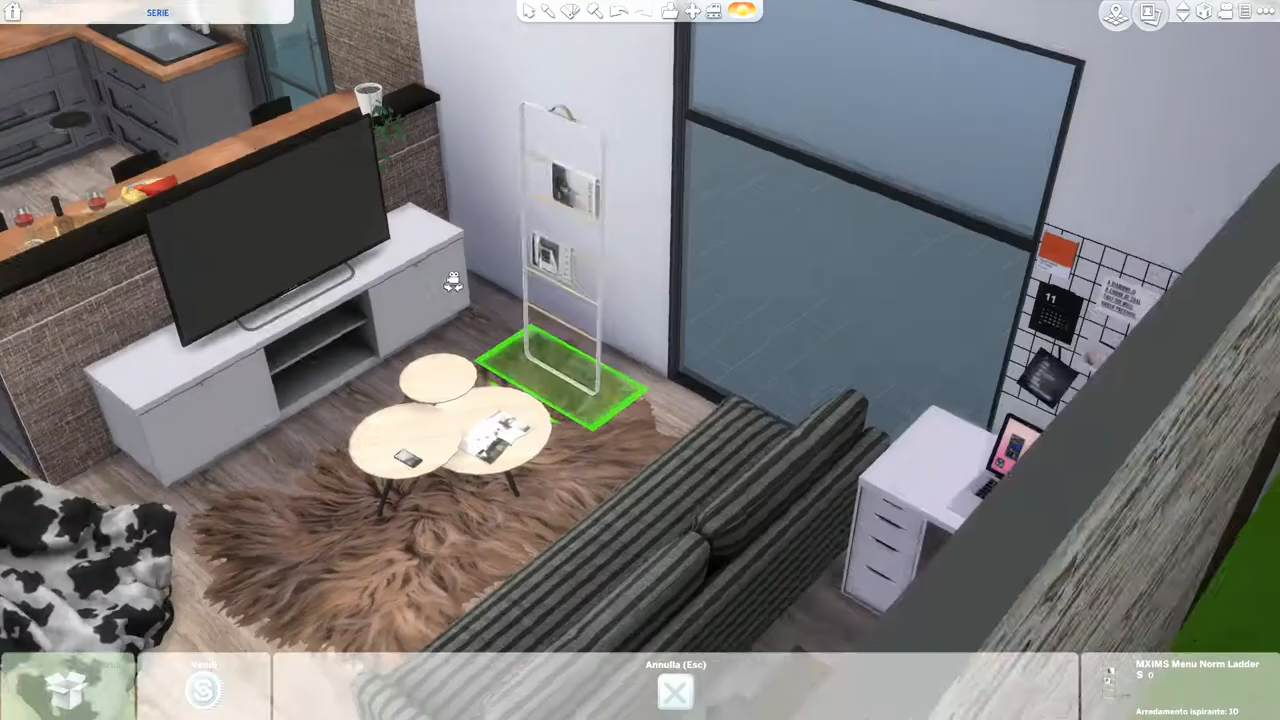 SERIE
11
Vendi
Annulla (Esc)
MXIMS Menu Norm Ladder
§ 0
Arredamento ispirante: 10